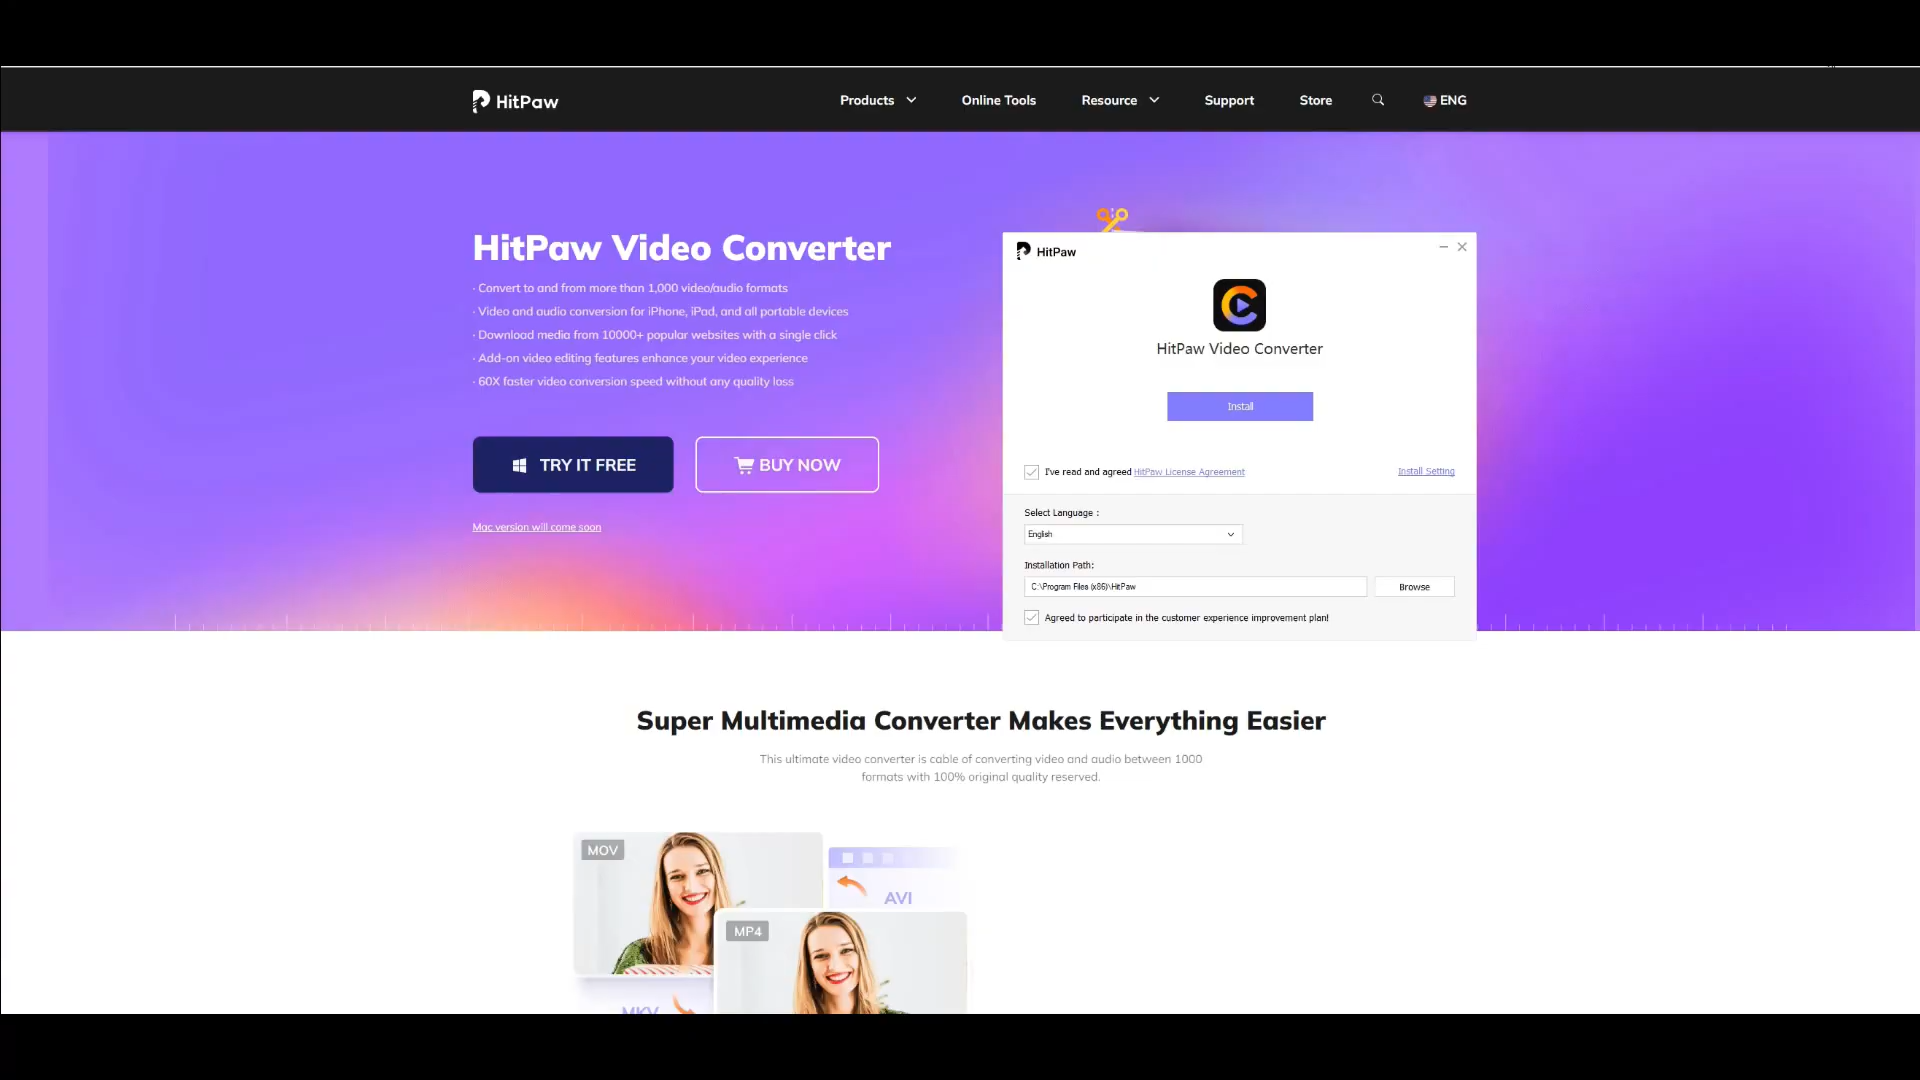 HitPaw
Products
Online Tools
Resource
Support
Store
ENG
HitPaw Video Converter
· Convert to and from more than 1,000 video/audio formats
· Video and audio conversion for iPhone, iPad, and all portable devices
· Download media from 10000+ popular websites with a single click
· Add-on video editing features enhance your video experience
· 60X faster video conversion speed without any quality loss
TRY IT FREE
BUY NOW
Mac version will come soon
HitPaw
HitPaw Video Converter
Install
I've read and agreed HitPaw License Agreement
Install Setting
Select Language :
English
Installation Path:
C:\Program Files (x86)\HitPaw
Browse
Agreed to participate in the customer experience improvement plan!
Super Multimedia Converter Makes Everything Easier
This ultimate video converter is cable of converting video and audio between 1000
formats with 100% original quality reserved.
MOV
AVI
MP4
MKV